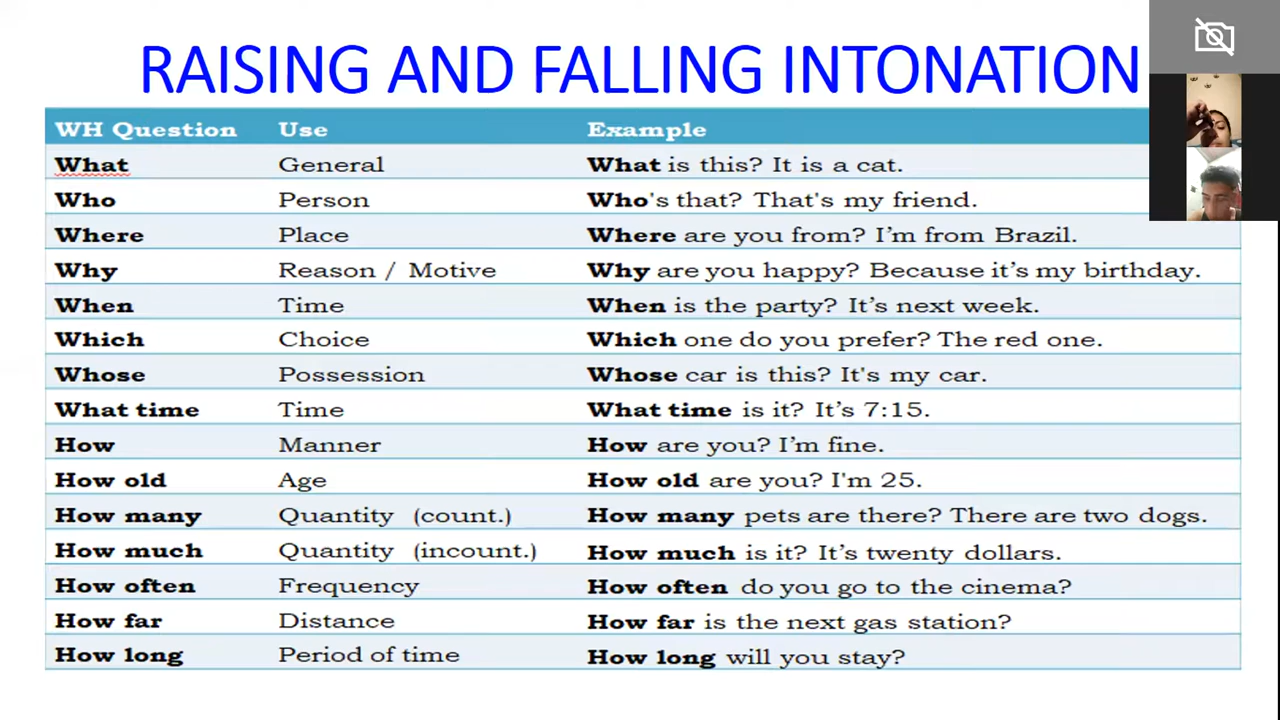 RAISING AND FALLING INTONATION
WH Question Use Example
What General What is this? It is a cat.
Who Person Who's that? That's my friend.
Where Place Where are you from? I’m from Brazil.
Why Reason / Motive Why are you happy? Because it’s my birthday.
When Time When is the party? It’s next week.
Which Choice Which one do you prefer? The red one.
Whose Possession Whose car is this? It's my car.
What time Time What time is it? It’s 7:15.
How Manner How are you? I’m fine.
How old Age How old are you? I'm 25.
How many Quantity (count.) How many pets are there? There are two dogs.
How much Quantity (incount.) How much is it? It’s twenty dollars.
How often Frequency How often do you go to the cinema?
How far Distance How far is the next gas station?
How long Period of time How long will you stay?